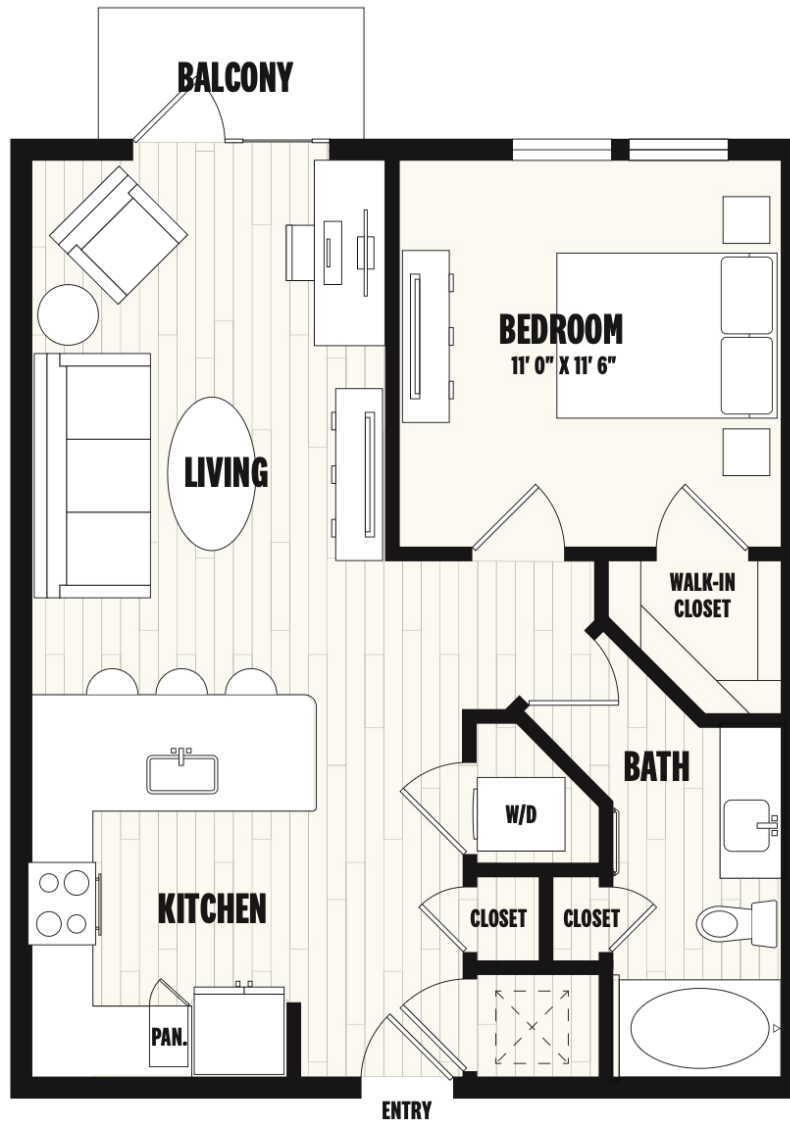 BALCONY
BEDROOM
11' 0" X 11' 6"
LIVING
WALK-IN
CLOSET
BATH
W/D
KITCHEN
CLOSET
CLOSET
PAN.
ENTRY